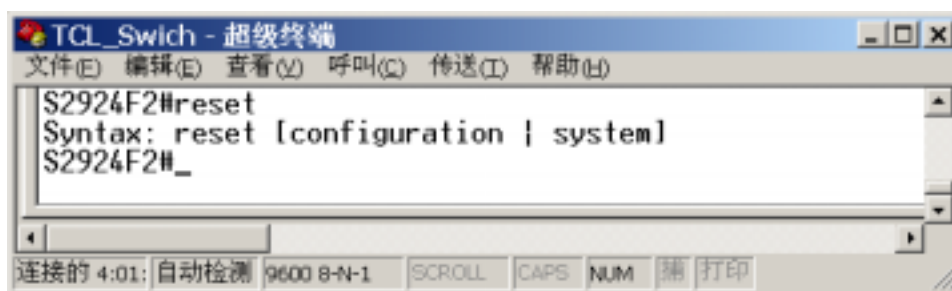 TCL_Swich - 超级终端
文件(E) 编辑(E) 查看(V) 呼叫(C) 传送(T) 帮助(H)
S2924F2#reset
Syntax: reset [configuration | system]
S2924F2#_
连接的 4:01: 自动检测 9600 8-N-1 SCROLL CAPS NUM 捕 打印